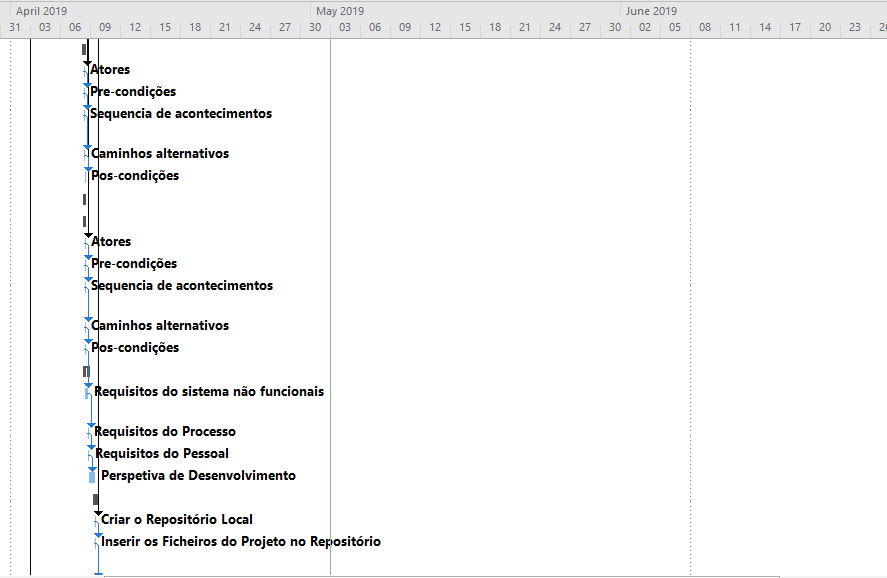 April 2019 May 2019 June 2019
31 03 06 09 12 15 18 21 24 27 30 03 06 09 12 15 18 21 24 27 30 02 05 08 11 14 17 20 23 26
Atores
Pre-condições
Sequencia de acontecimentos
Caminhos alternativos
Pos-condições
Atores
Pre-condições
Sequencia de acontecimentos
Caminhos alternativos
Pos-condições
Requisitos do sistema não funcionais
Requisitos do Processo
Requisitos do Pessoal
Perspetiva de Desenvolvimento
Criar o Repositório Local
Inserir os Ficheiros do Projeto no Repositório